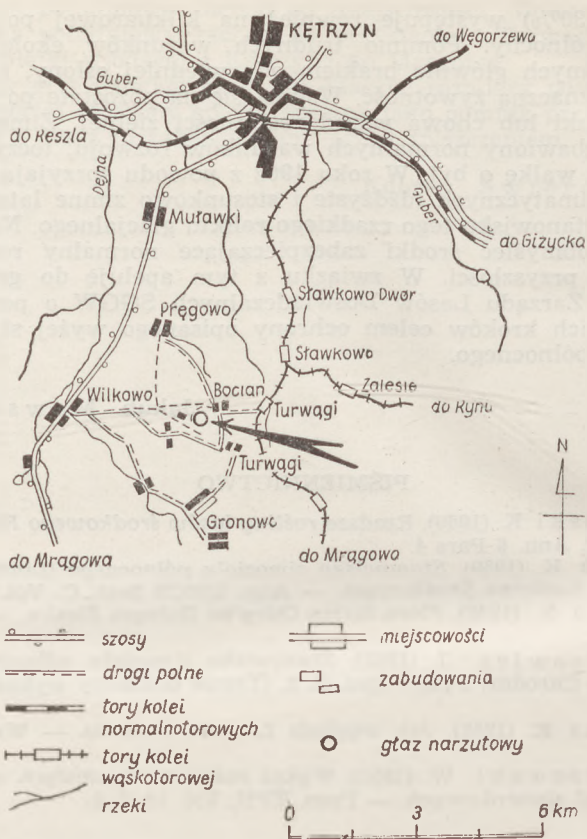 KĘTRZYN
do Węgorzewo
Guber
do Reszla
Dejna
Guber
do Giżycka
Muławki
Sławkowo Dwór
Pręgowo
Sławkowo
Zalesie
Wilkowo
Bocian
do Rynu
Turwągi
Turwągi
Gronowo
N
do Mrągowa
do Mrągowo
szosy
drogi polne
tory kolei
normalnotorowych
tory kolei
wąskotorowej
rzeki
miejscowości
zabudowania
głaz narzutowy
0 3 6 km